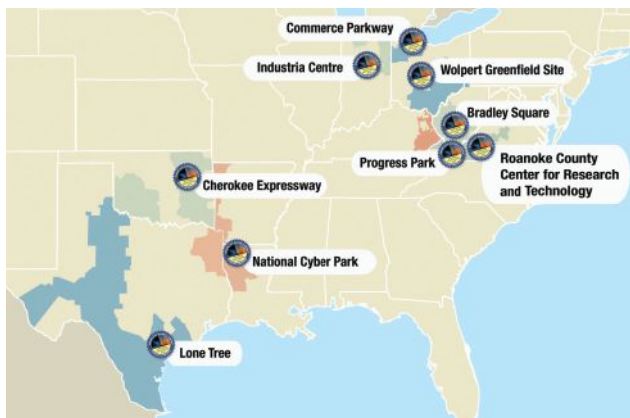 Commerce Parkway
Industria Centre
Wolpert Greenfield Site
Bradley Square
Progress Park
Roanoke County
Center for Research
and Technology
Cherokee Expressway
National Cyber Park
Lone Tree